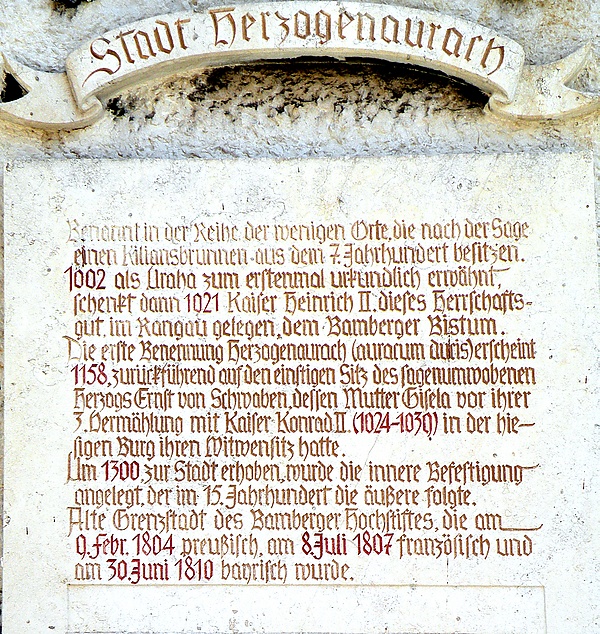 Stadt Herzogenaurach
Benannt in der Reihe der wenigen Orte, die nach der Sage
einen Kiliansbrunnen aus dem 7. Jahrhundert besitzen.
1002 als Uraha zum erstenmal urkundlich erwähnt,
schenkt dann 1021 Kaiser Heinrich II. dieses Herrschafts-
gut, im Rangau gelegen, dem Bamberger Bistum.
Die erste Benennung Herzogenaurach (auracum ducis) erscheint
1158, zurückführend auf den einstigen Sitz des sagenumwobenen
Herzogs Ernst von Schwaben, dessen Mutter Gisela vor ihrer
3. Vermählung mit Kaiser Konrad II. (1024-1039) in der hie-
sigen Burg ihren Witwensitz hatte.
Um 1300 zur Stadt erhoben, wurde die innere Befestigung
angelegt, der im 15. Jahrhundert die äußere folgte.
Alte Grenzstadt des Bamberger Hochstiftes, die am
9. Febr. 1804 preußisch, am 8. Juli 1807 französisch und
am 30. Juni 1810 bayrisch wurde.